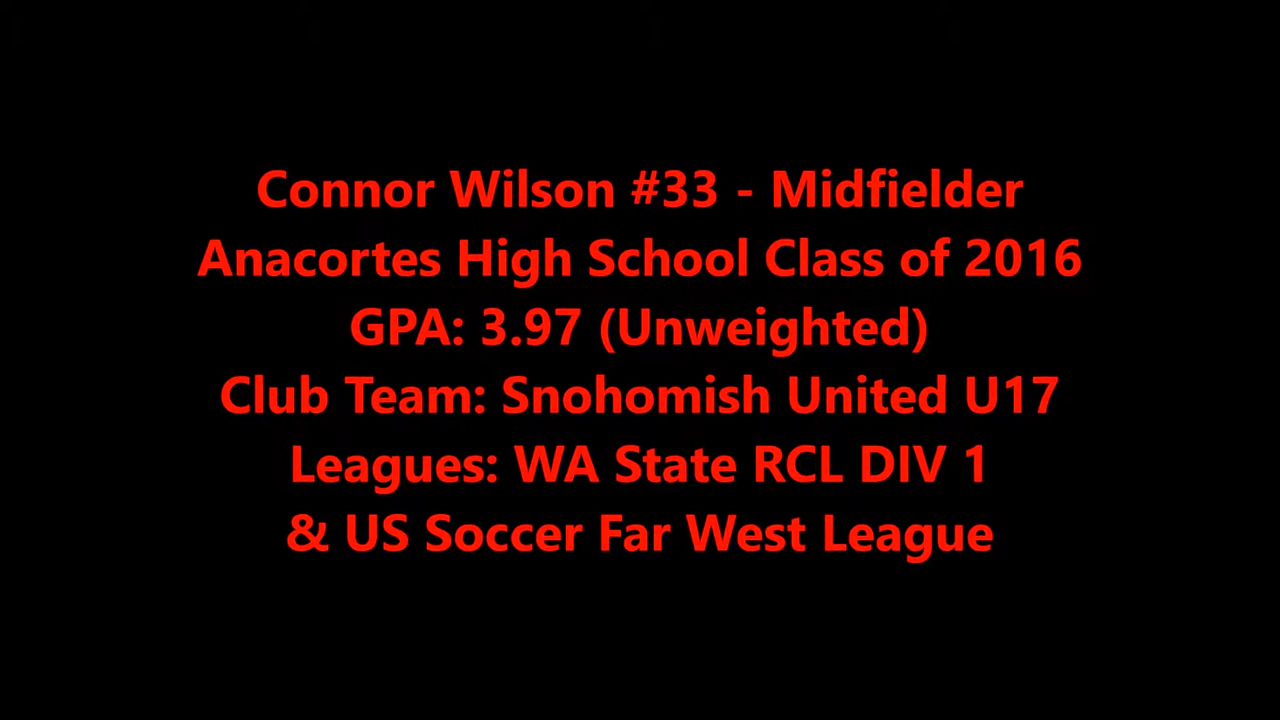 Connor Wilson #33 - Midfielder
Anacortes High School Class of 2016
GPA: 3.97 (Unweighted)
Club Team: Snohomish United U17
Leagues: WA State RCL DIV 1
& US Soccer Far West League